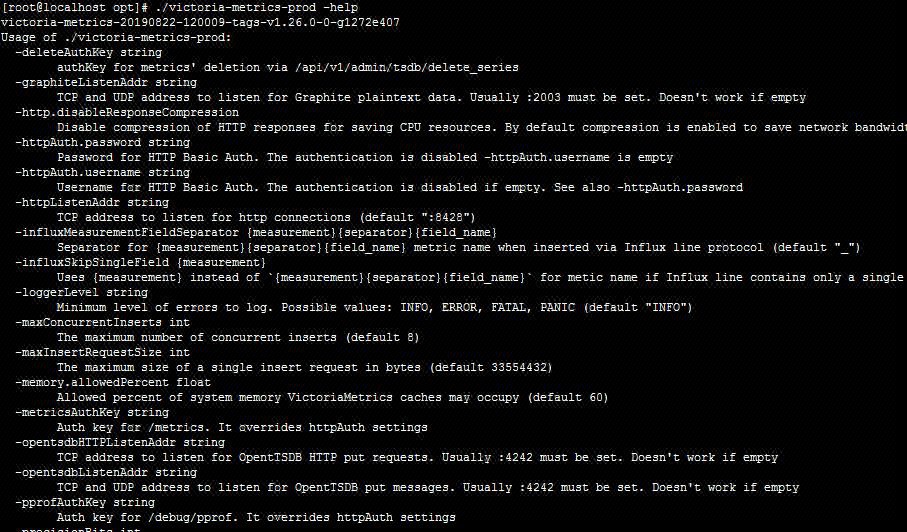 [root@localhost opt]# ./victoria-metrics-prod -help
victoria-metrics-20190822-120009-tags-v1.26.0-0-g1272e407
Usage of ./victoria-metrics-prod:
  -deleteAuthKey string
        authKey for metrics' deletion via /api/v1/admin/tsdb/delete_series
  -graphiteListenAddr string
        TCP and UDP address to listen for Graphite plaintext data. Usually :2003 must be set. Doesn't work if empty
  -http.disableResponseCompression
        Disable compression of HTTP responses for saving CPU resources. By default compression is enabled to save network bandwidt
  -httpAuth.password string
        Password for HTTP Basic Auth. The authentication is disabled -httpAuth.username is empty
  -httpAuth.username string
        Username for HTTP Basic Auth. The authentication is disabled if empty. See also -httpAuth.password
  -httpListenAddr string
        TCP address to listen for http connections (default ":8428")
  -influxMeasurementFieldSeparator {measurement}{separator}{field_name}
        Separator for {measurement}{separator}{field_name} metric name when inserted via Influx line protocol (default "_")
  -influxSkipSingleField {measurement}
        Uses {measurement} instead of `{measurement}{separator}{field_name}` for metic name if Influx line contains only a single
  -loggerLevel string
        Minimum level of errors to log. Possible values: INFO, ERROR, FATAL, PANIC (default "INFO")
  -maxConcurrentInserts int
        The maximum number of concurrent inserts (default 8)
  -maxInsertRequestSize int
        The maximum size of a single insert request in bytes (default 33554432)
  -memory.allowedPercent float
        Allowed percent of system memory VictoriaMetrics caches may occupy (default 60)
  -metricsAuthKey string
        Auth key for /metrics. It overrides httpAuth settings
  -opentsdbHTTPListenAddr string
        TCP address to listen for OpentTSDB HTTP put requests. Usually :4242 must be set. Doesn't work if empty
  -opentsdbListenAddr string
        TCP and UDP address to listen for OpentTSDB put messages. Usually :4242 must be set. Doesn't work if empty
  -pprofAuthKey string
        Auth key for /debug/pprof. It overrides httpAuth settings
  -precisionBits int